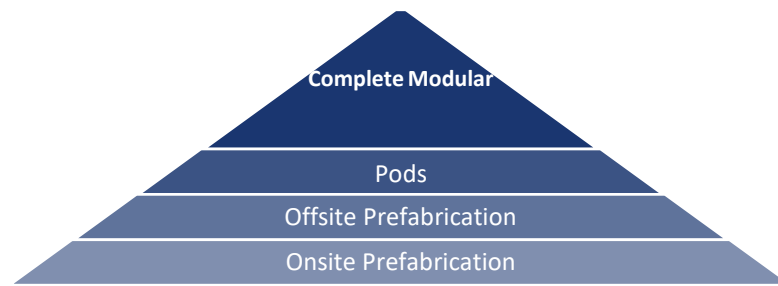 Complete Modular
Pods
Offsite Prefabrication
Onsite Prefabrication